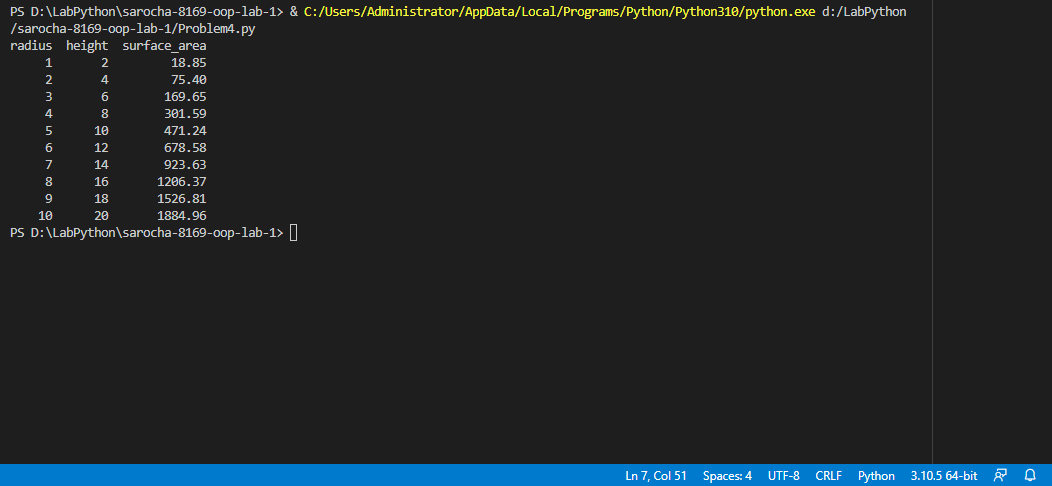 PS D:\LabPython\sarocha-8169-oop-lab-1> & C:/Users/Administrator/AppData/Local/Programs/Python/Python310/python.exe d:/LabPython
/sarocha-8169-oop-lab-1/Problem4.py
radius  height  surface_area
     1       2         18.85
     2       4         75.40
     3       6        169.65
     4       8        301.59
     5      10        471.24
     6      12        678.58
     7      14        923.63
     8      16       1206.37
     9      18       1526.81
    10      20       1884.96
PS D:\LabPython\sarocha-8169-oop-lab-1>
Ln 7, Col 51 Spaces: 4 UTF-8 CRLF Python 3.10.5 64-bit